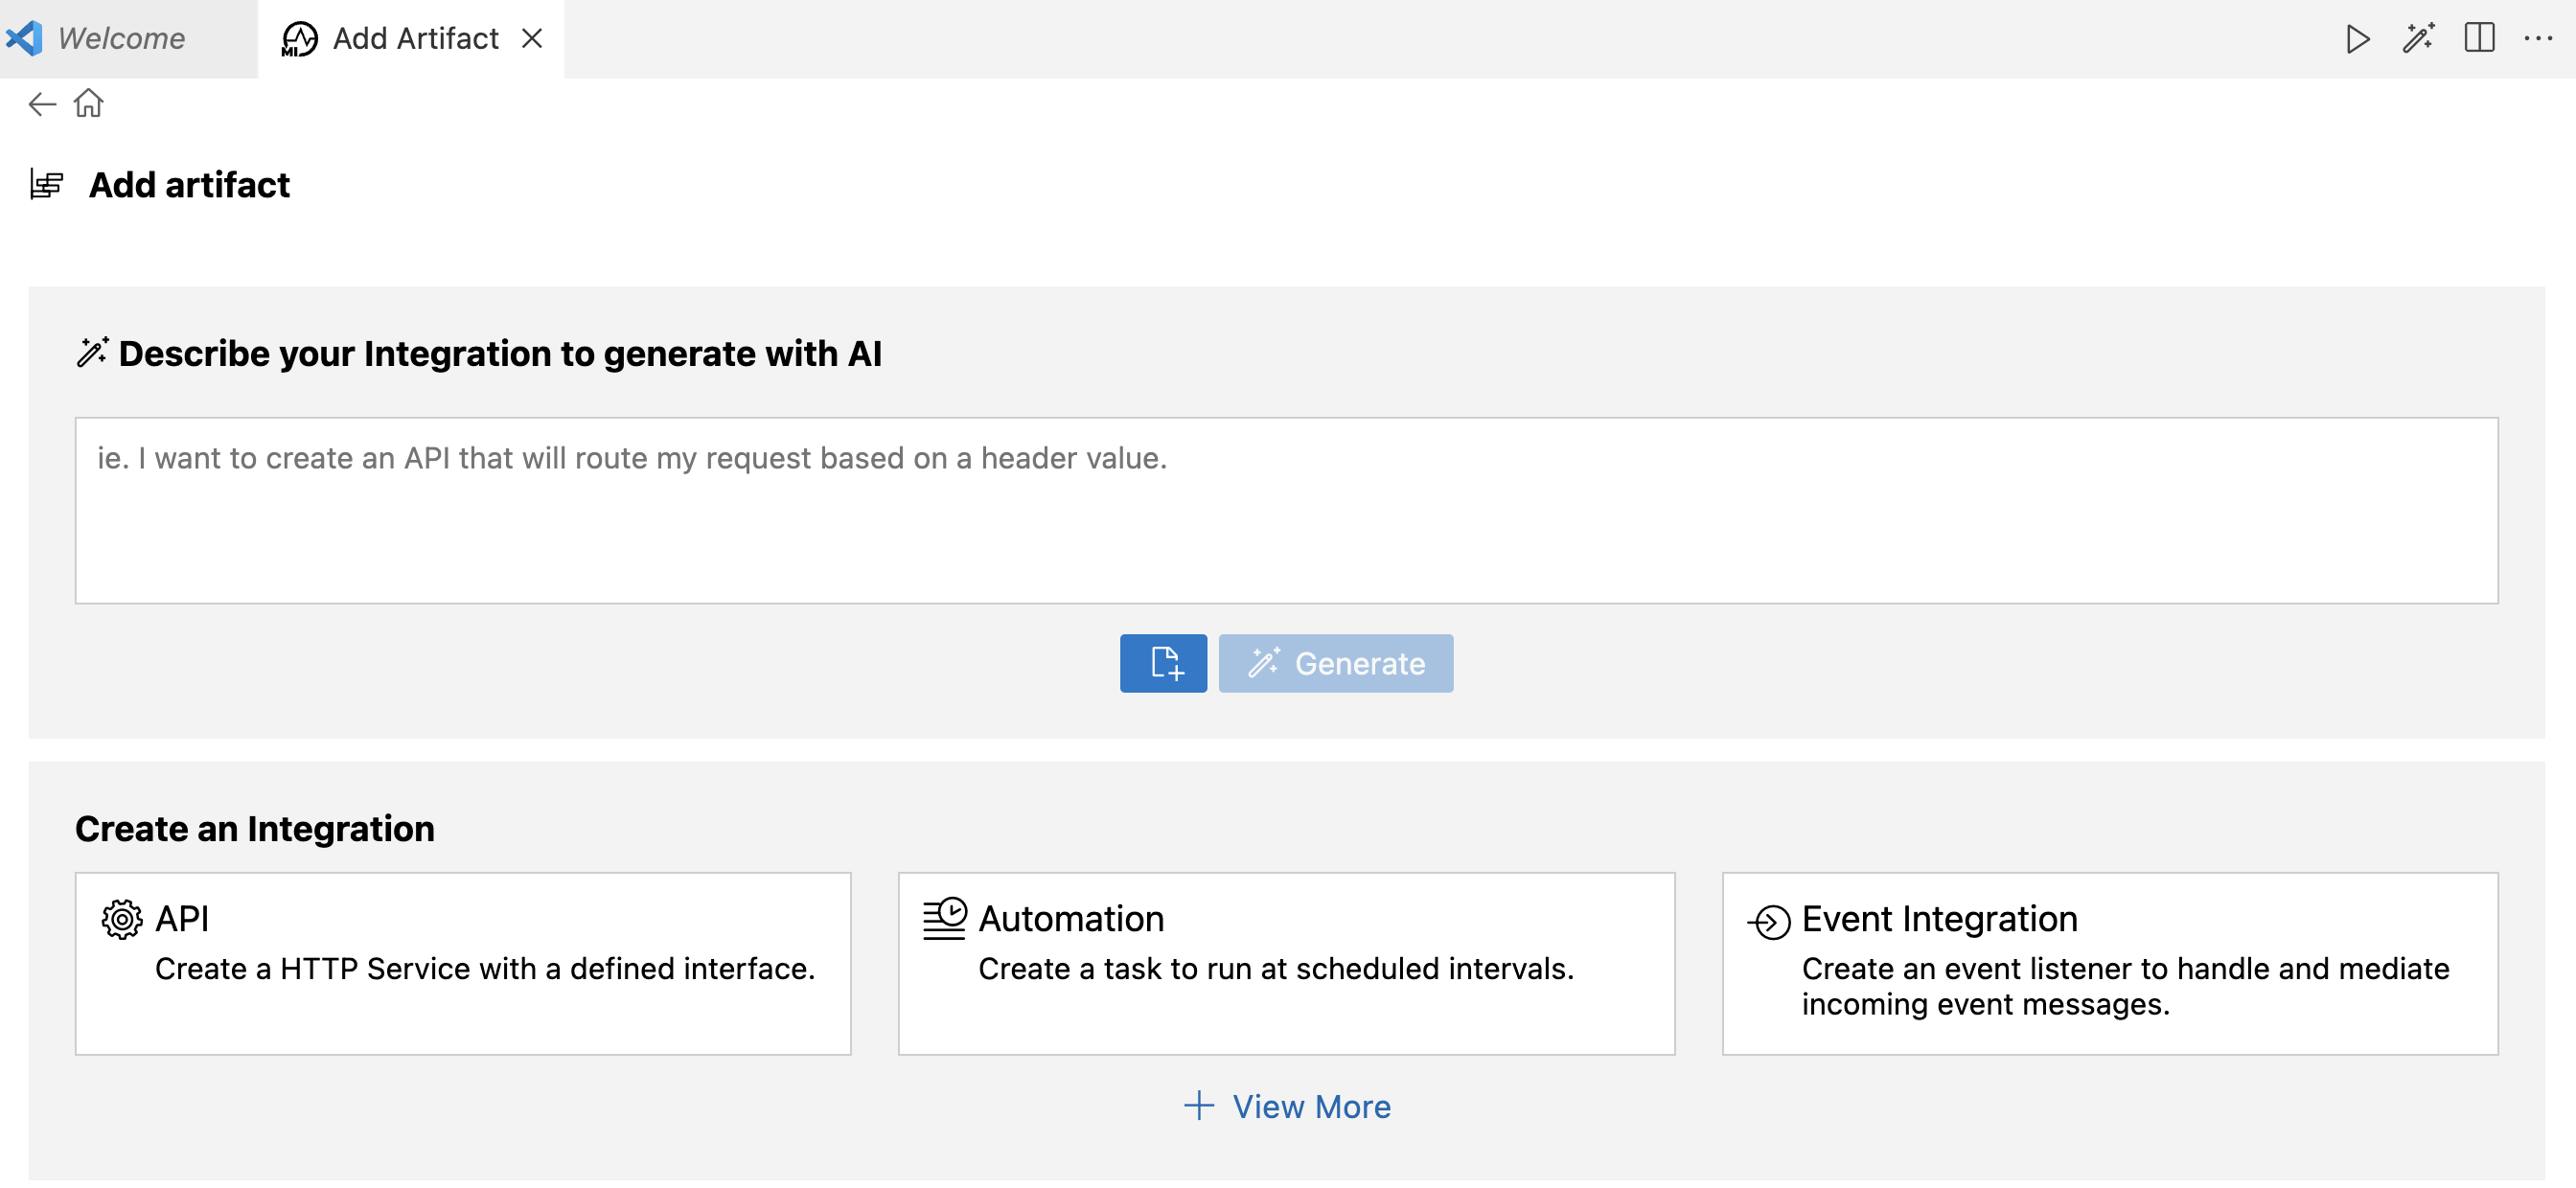 Welcome
MI Add Artifact
Add artifact
Describe your Integration to generate with AI
ie. I want to create an API that will route my request based on a header value.
Generate
Create an Integration
API
Create a HTTP Service with a defined interface.
Automation
Create a task to run at scheduled intervals.
Event Integration
Create an event listener to handle and mediate
incoming event messages.
View More